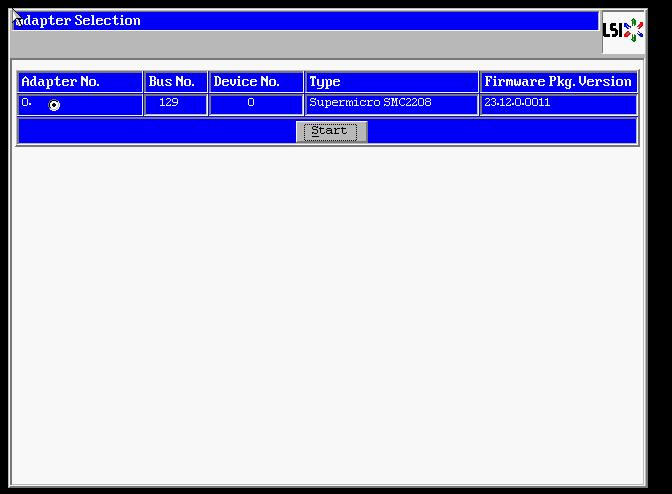 Adapter Selection
LSI
Adapter No. Bus No. Device No. Type Firmware Pkg. Version
0. 129 0 Supermicro SMC2208 23.12.0.0011
Start